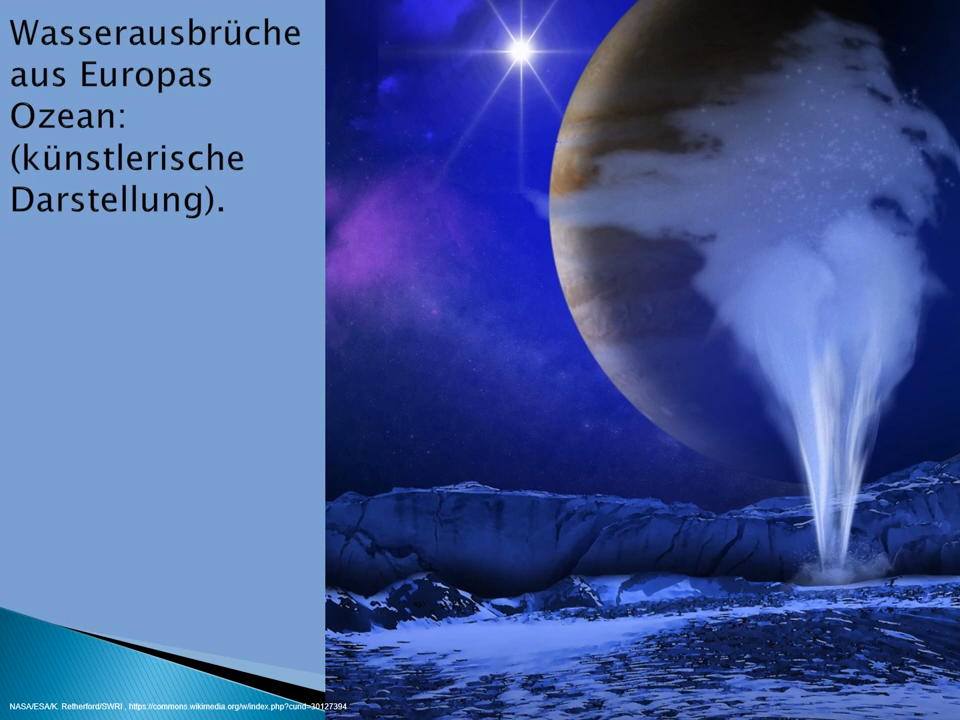 Wasserausbrüche
aus Europas
Ozean:
(künstlerische
Darstellung).
NASA/ESA/K. Retherford/SWRI , https://commons.wikimedia.org/w/index.php?curid=30127394